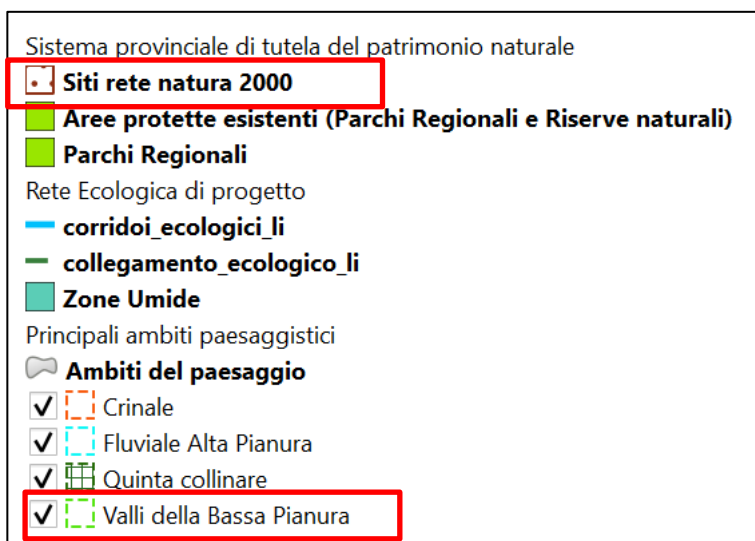 Sistema provinciale di tutela del patrimonio naturale
Siti rete natura 2000
Aree protette esistenti (Parchi Regionali e Riserve naturali)
Parchi Regionali
Rete Ecologica di progetto
corridoi_ecologici_li
collegamento_ecologico_li
Zone Umide
Principali ambiti paesaggistici
Ambiti del paesaggio
Crinale
Fluviale Alta Pianura
Quinta collinare
Valli della Bassa Pianura